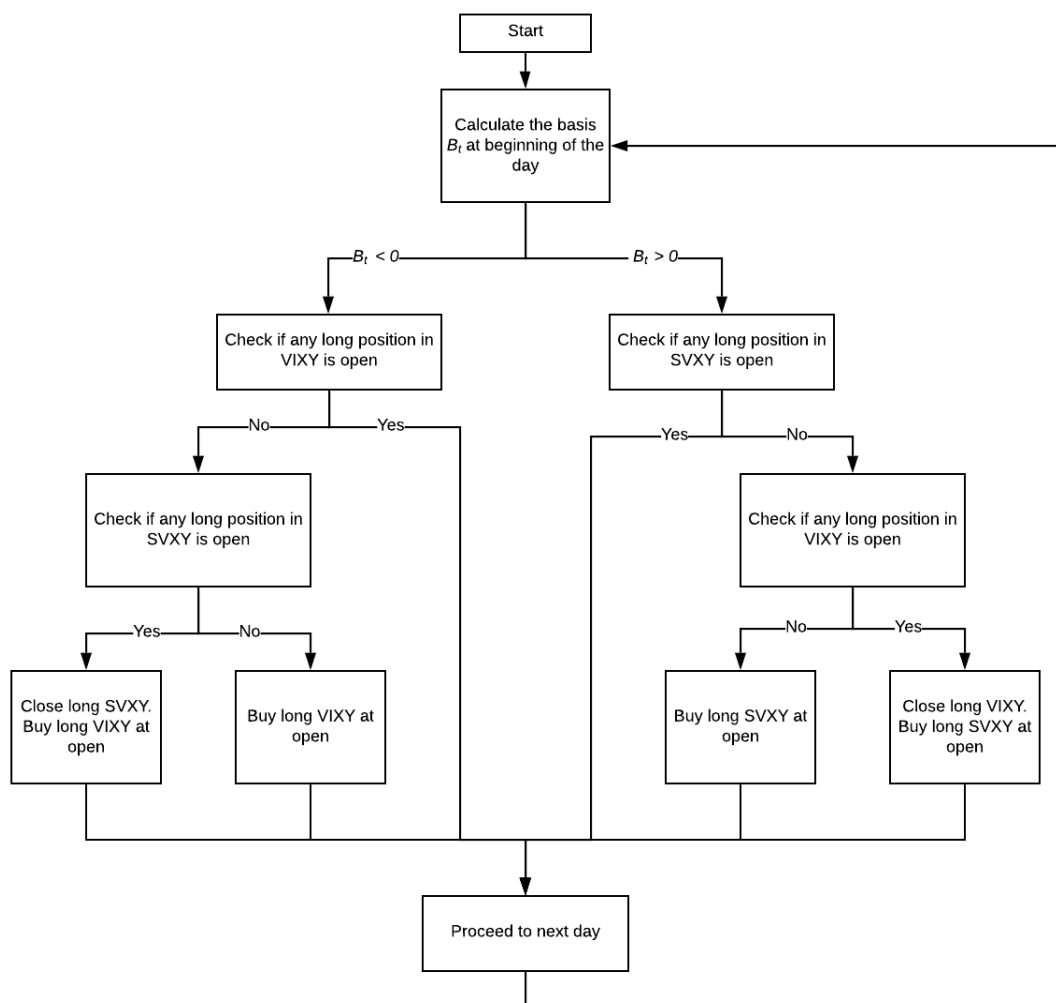 Start
Calculate the basis
Bₜ at beginning of the
day
Bₜ < 0
Bₜ > 0
Check if any long position in
VIXY is open
Check if any long position in
SVXY is open
No
Yes
Yes
No
Check if any long position in
SVXY is open
Check if any long position in
VIXY is open
Yes
No
No
Yes
Close long SVXY.
Buy long VIXY at
open
Buy long VIXY at
open
Buy long SVXY at
open
Close long VIXY.
Buy long SVXY at
open
Proceed to next day